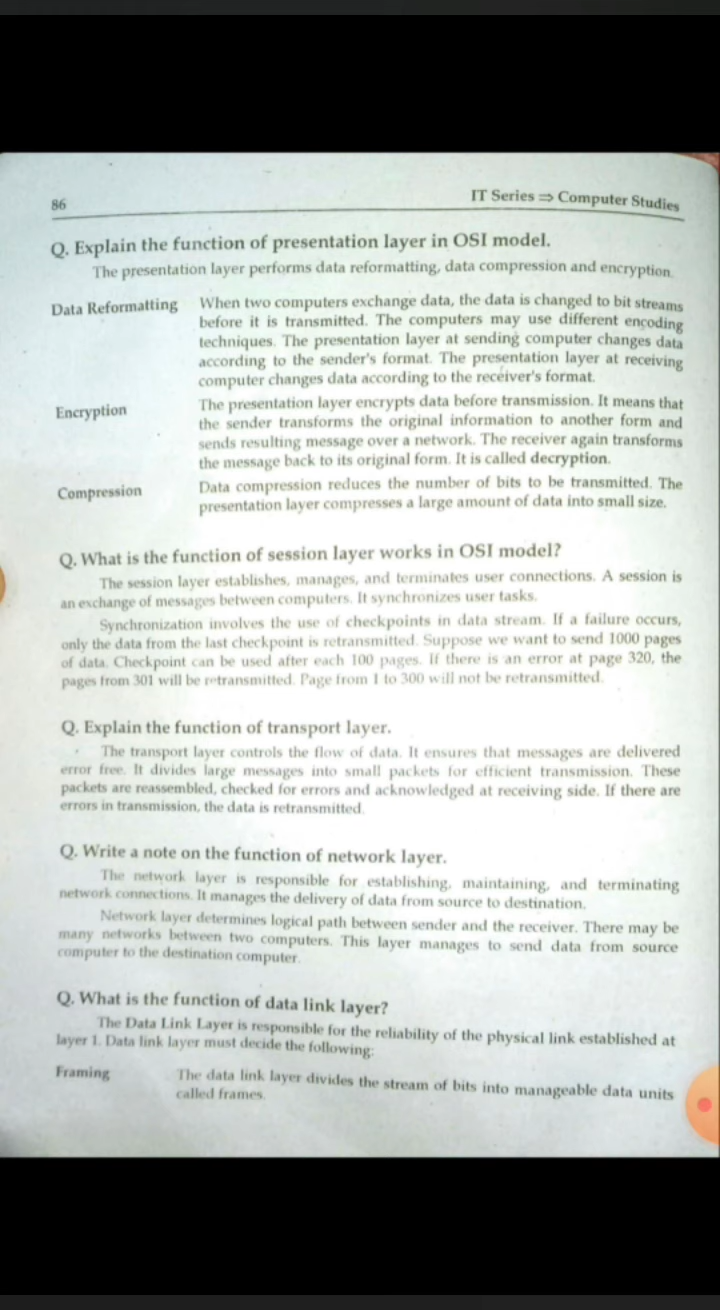 86
IT Series ⇒ Computer Studies
Q. Explain the function of presentation layer in OSI model.
The presentation layer performs data reformatting, data compression and encryption.
Data Reformatting
When two computers exchange data, the data is changed to bit streams
before it is transmitted. The computers may use different encoding
techniques. The presentation layer at sending computer changes data
according to the sender's format. The presentation layer at receiving
computer changes data according to the receiver's format.
Encryption
The presentation layer encrypts data before transmission. It means that
the sender transforms the original information to another form and
sends resulting message over a network. The receiver again transforms
the message back to its original form. It is called decryption.
Compression
Data compression reduces the number of bits to be transmitted. The
presentation layer compresses a large amount of data into small size.
Q. What is the function of session layer works in OSI model?
The session layer establishes, manages, and terminates user connections. A session is
an exchange of messages between computers. It synchronizes user tasks.
Synchronization involves the use of checkpoints in data stream. If a failure occurs,
only the data from the last checkpoint is retransmitted. Suppose we want to send 1000 pages
of data. Checkpoint can be used after each 100 pages. If there is an error at page 320, the
pages from 301 will be retransmitted. Page from 1 to 300 will not be retransmitted.
Q. Explain the function of transport layer.
The transport layer controls the flow of data. It ensures that messages are delivered
error free. It divides large messages into small packets for efficient transmission. These
packets are reassembled, checked for errors and acknowledged at receiving side. If there are
errors in transmission, the data is retransmitted.
Q. Write a note on the function of network layer.
The network layer is responsible for establishing, maintaining, and terminating
network connections. It manages the delivery of data from source to destination.
Network layer determines logical path between sender and the receiver. There may be
many networks between two computers. This layer manages to send data from source
computer to the destination computer.
Q. What is the function of data link layer?
The Data Link Layer is responsible for the reliability of the physical link established at
layer 1. Data link layer must decide the following:
Framing
The data link layer divides the stream of bits into manageable data units
called frames.